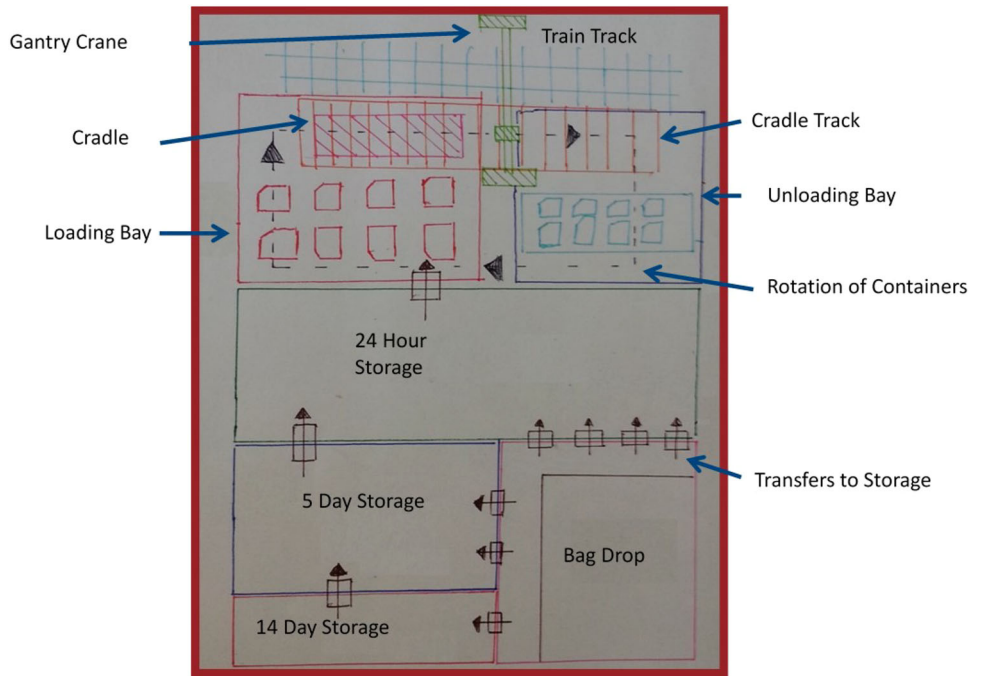 Gantry Crane
Train Track
Cradle
Cradle Track
Unloading Bay
Loading Bay
Rotation of Containers
24 Hour
Storage
Transfers to Storage
5 Day Storage
Bag Drop
14 Day Storage